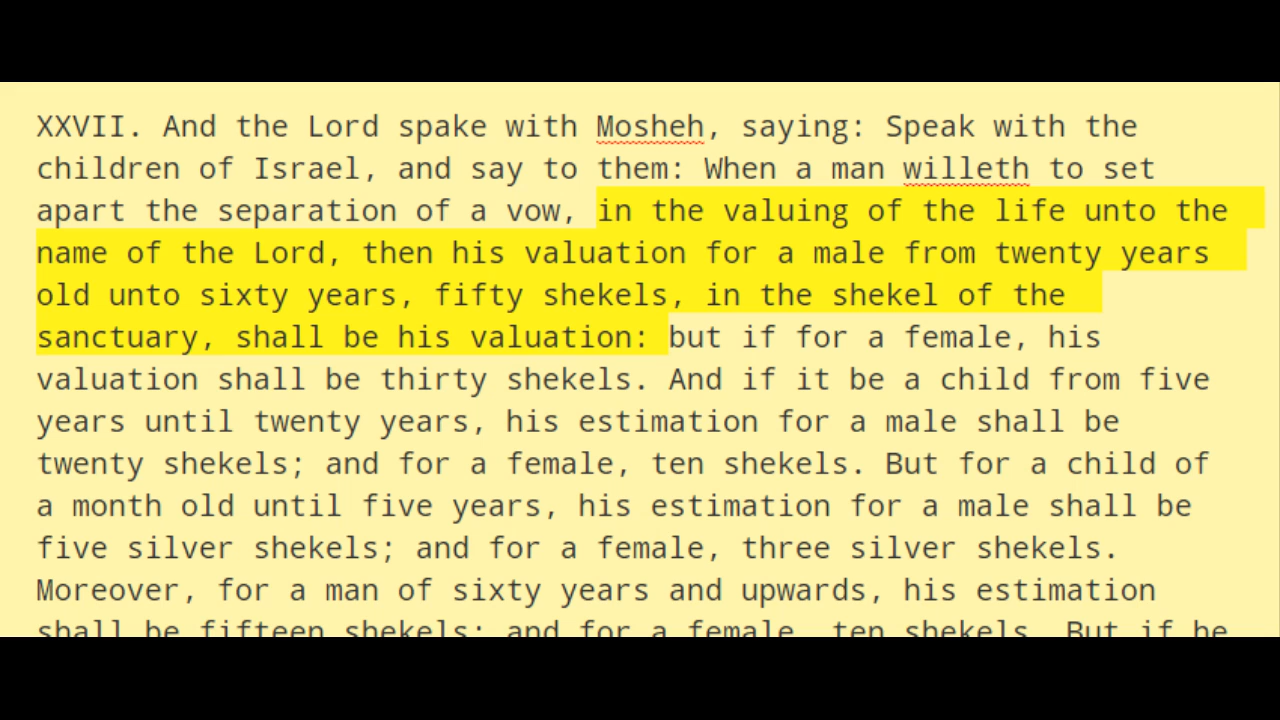 XXVII. And the Lord spake with Mosheh, saying: Speak with the
children of Israel, and say to them: When a man willeth to set
apart the separation of a vow, in the valuing of the life unto the
name of the Lord, then his valuation for a male from twenty years
old unto sixty years, fifty shekels, in the shekel of the
sanctuary, shall be his valuation: but if for a female, his
valuation shall be thirty shekels. And if it be a child from five
years until twenty years, his estimation for a male shall be
twenty shekels; and for a female, ten shekels. But for a child of
a month old until five years, his estimation for a male shall be
five silver shekels; and for a female, three silver shekels.
Moreover, for a man of sixty years and upwards, his estimation
shall be fifteen shekels; and for a female, ten shekels. But if he